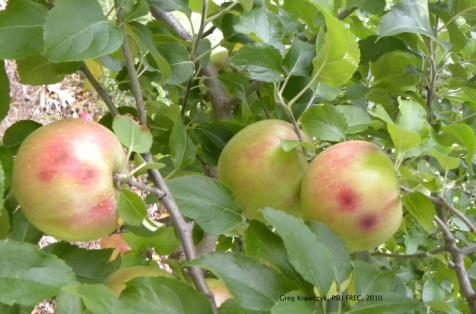 Greg Krawczyk, PSU FREC, 2010